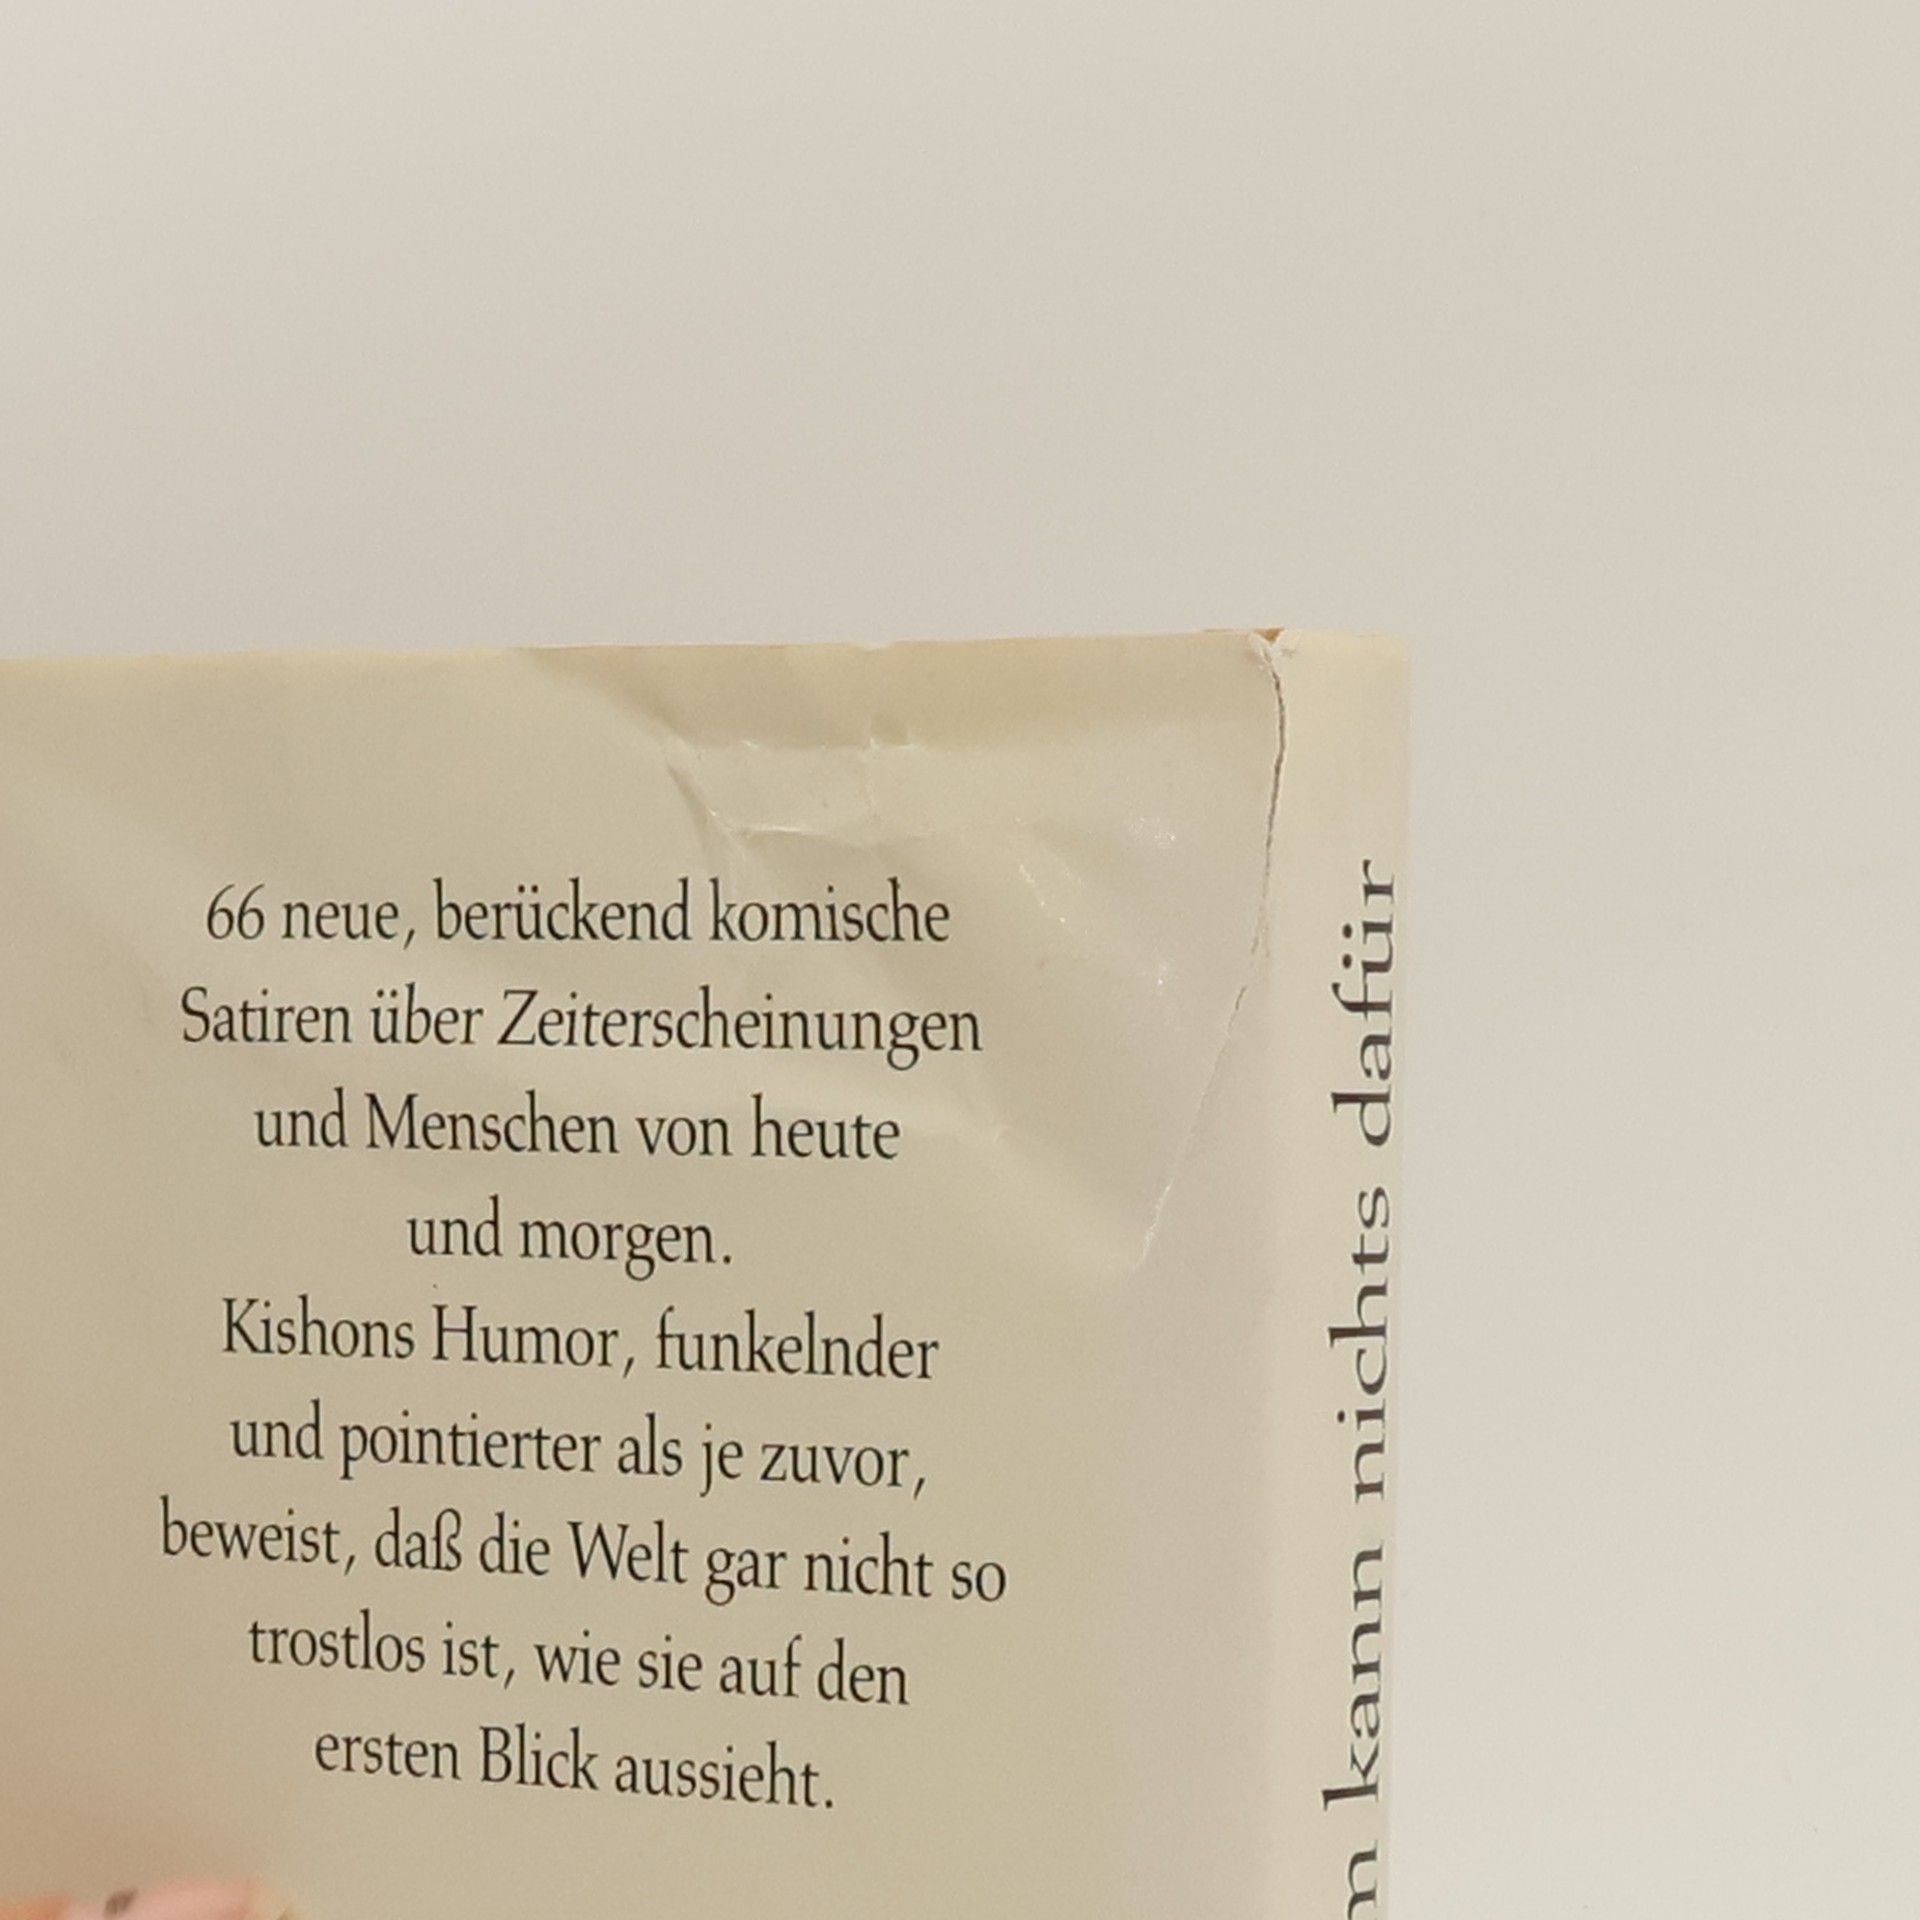 66 neue, berückend komische
Satiren über Zeiterscheinungen
und Menschen von heute
und morgen.
Kishons Humor, funkelnder
und pointierter als je zuvor,
beweist, daß die Welt gar nicht so
trostlos ist, wie sie auf den
ersten Blick aussieht.
kann nichts dafür